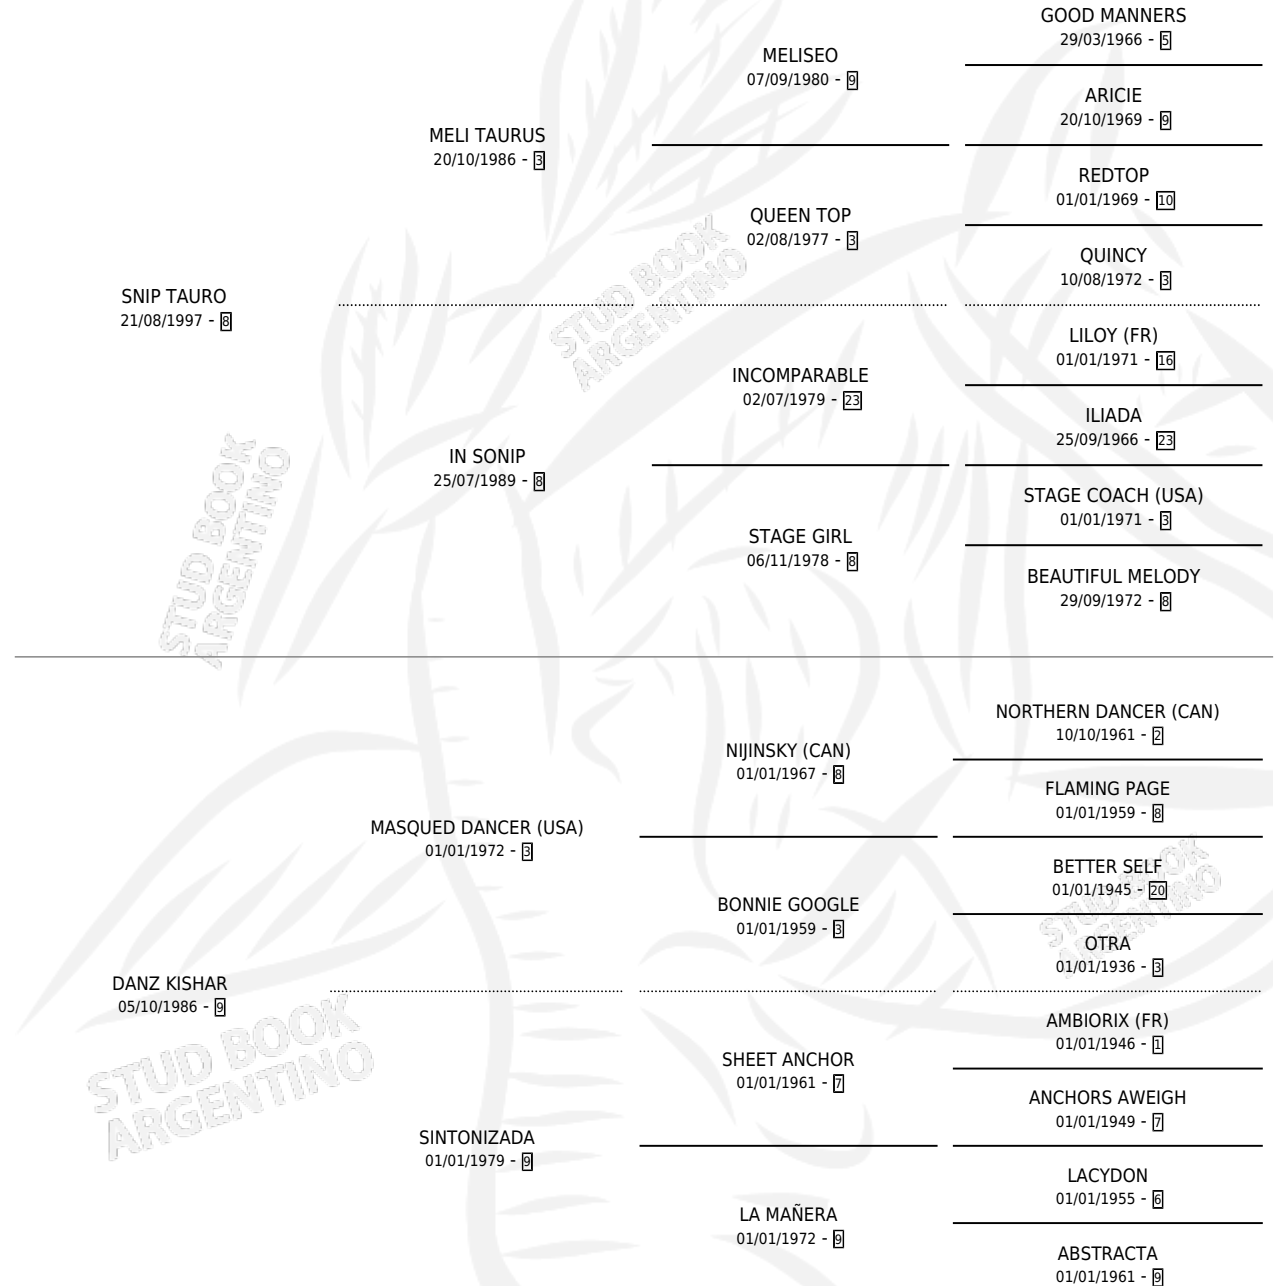 GOOD MANNERS
29/03/1966 - 5
MELISEO
07/09/1980 - 9
ARICIE
20/10/1969 - 9
MELI TAURUS
20/10/1986 - 3
REDTOP
01/01/1969 - 10
QUEEN TOP
02/08/1977 - 3
QUINCY
10/08/1972 - 3
SNIP TAURO
21/08/1997 - 8
LILOY (FR)
01/01/1971 - 16
INCOMPARABLE
02/07/1979 - 23
ILIADA
25/09/1966 - 23
IN SONIP
25/07/1989 - 8
STAGE COACH (USA)
01/01/1971 - 3
STAGE GIRL
06/11/1978 - 8
BEAUTIFUL MELODY
29/09/1972 - 8
NORTHERN DANCER (CAN)
10/10/1961 - 2
NIJINSKY (CAN)
01/01/1967 - 8
FLAMING PAGE
01/01/1959 - 8
MASQUED DANCER (USA)
01/01/1972 - 3
BETTER SELF
01/01/1945 - 20
BONNIE GOOGLE
01/01/1959 - 3
OTRA
01/01/1936 - 3
DANZ KISHAR
05/10/1986 - 9
AMBIORIX (FR)
01/01/1946 - 1
SHEET ANCHOR
01/01/1961 - 7
ANCHORS AWEIGH
01/01/1949 - 7
SINTONIZADA
01/01/1979 - 9
LACYDON
01/01/1955 - 6
LA MAÑERA
01/01/1972 - 9
ABSTRACTA
01/01/1961 - 9
STUD BOOK
ARGENTINO
STUD BOOK
ARGENTINO
STUD BOOK
ARGENTINO
STUD BOOK
ARGENTINO